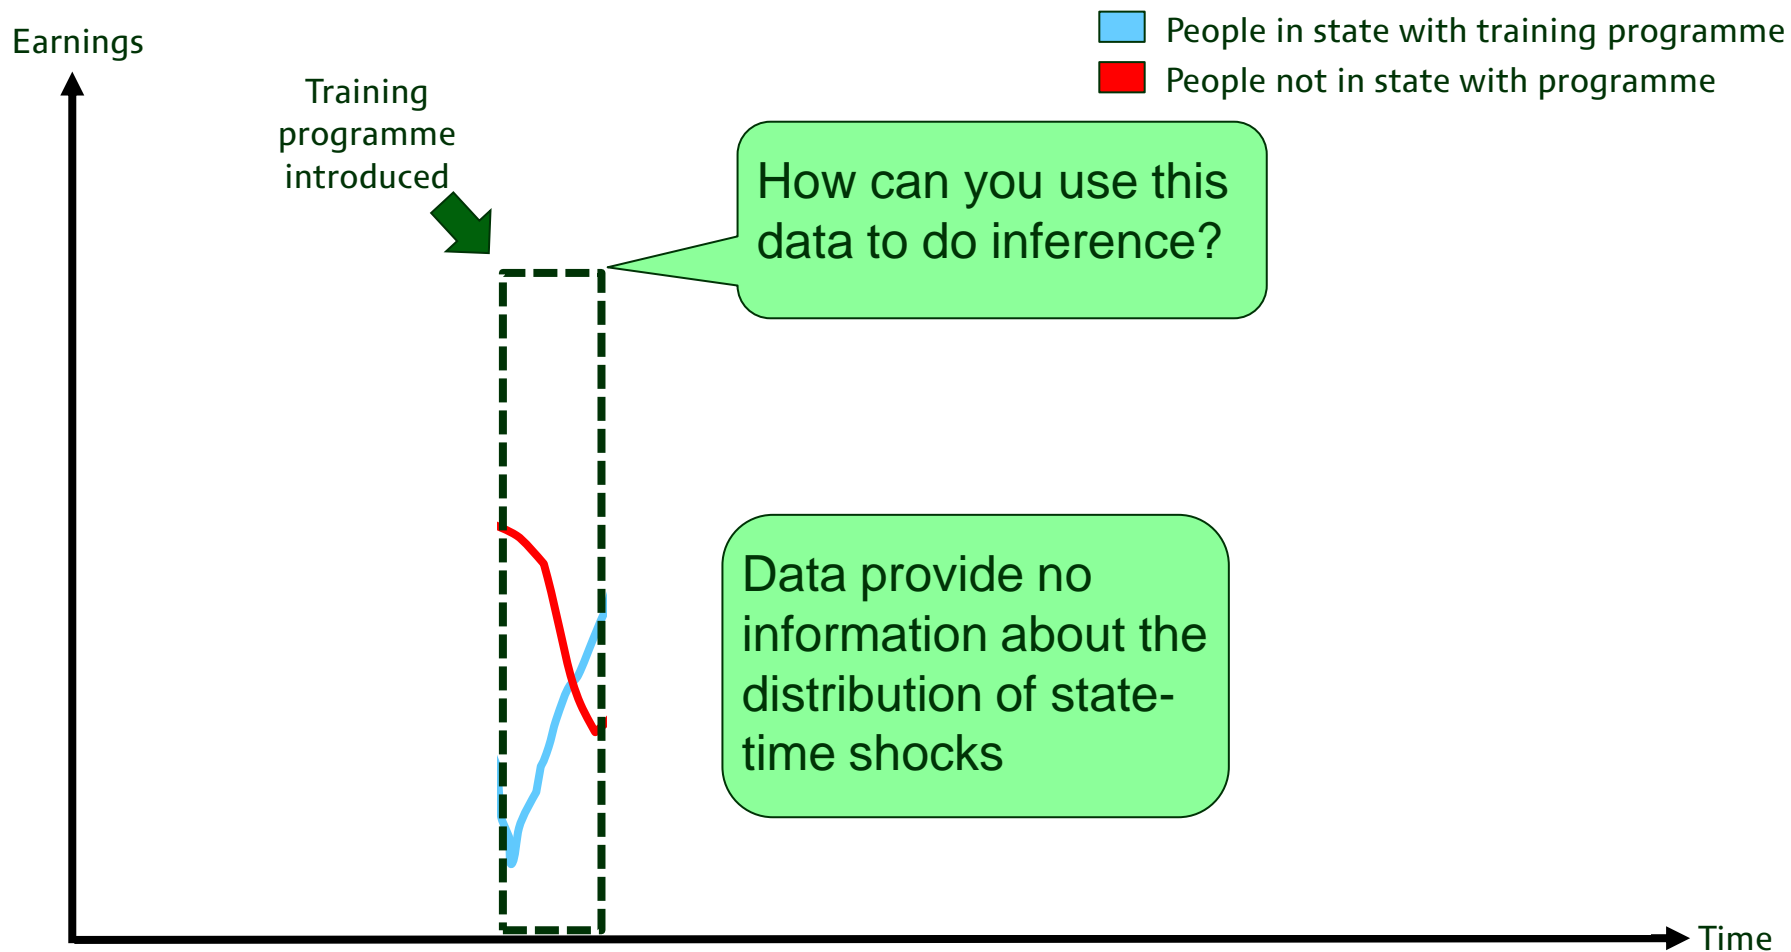 Earnings
People in state with training programme
People not in state with programme
Training
programme
introduced
How can you use this
data to do inference?
Data provide no
information about the
distribution of state-
time shocks
Time